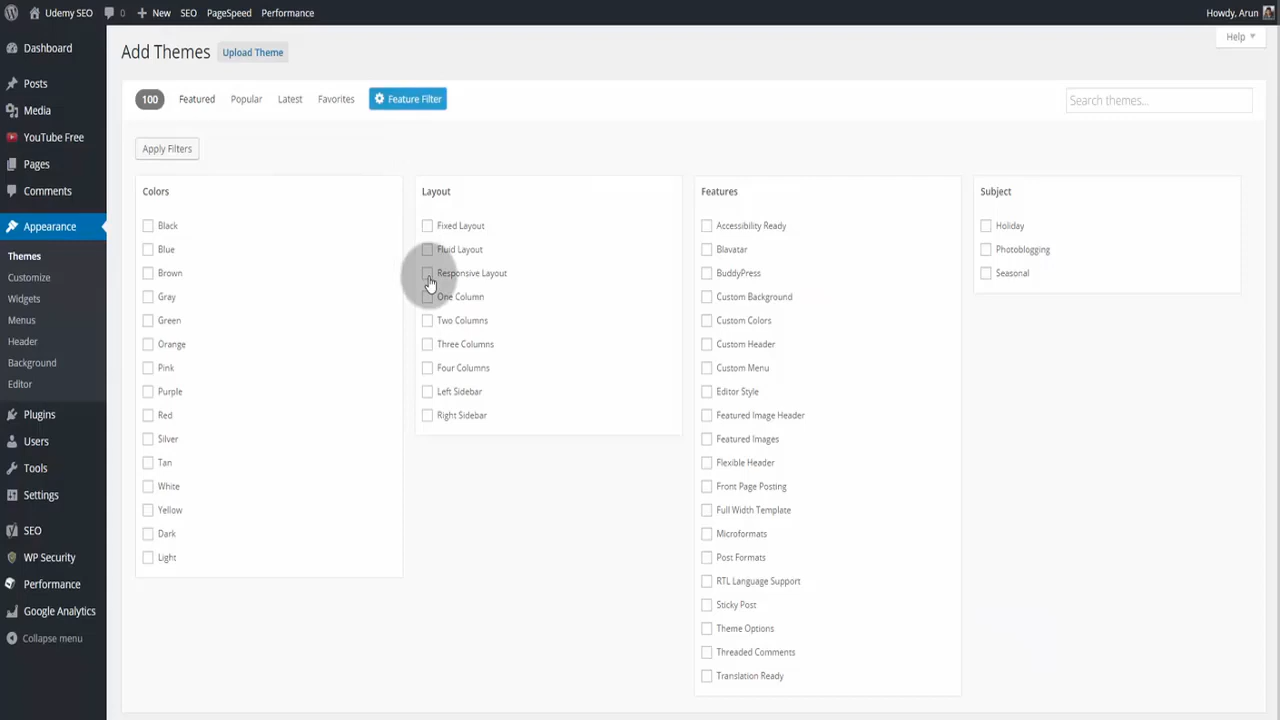 Udemy SEO 0 New SEO PageSpeed Performance Howdy, Arun
Dashboard
Posts
Media
YouTube Free
Pages
Comments
Appearance
Themes
Customize
Widgets
Menus
Header
Background
Editor
Plugins
Users
Tools
Settings
SEO
WP Security
Performance
Google Analytics
Collapse menu
Help
Add Themes Upload Theme
100 Featured Popular Latest Favorites Feature Filter Search themes...
Apply Filters
Colors
Black
Blue
Brown
Gray
Green
Orange
Pink
Purple
Red
Silver
Tan
White
Yellow
Dark
Light
Layout
Fixed Layout
Fluid Layout
Responsive Layout
One Column
Two Columns
Three Columns
Four Columns
Left Sidebar
Right Sidebar
Features
Accessibility Ready
Blavatar
BuddyPress
Custom Background
Custom Colors
Custom Header
Custom Menu
Editor Style
Featured Image Header
Featured Images
Flexible Header
Front Page Posting
Full Width Template
Microformats
Post Formats
RTL Language Support
Sticky Post
Theme Options
Threaded Comments
Translation Ready
Subject
Holiday
Photoblogging
Seasonal